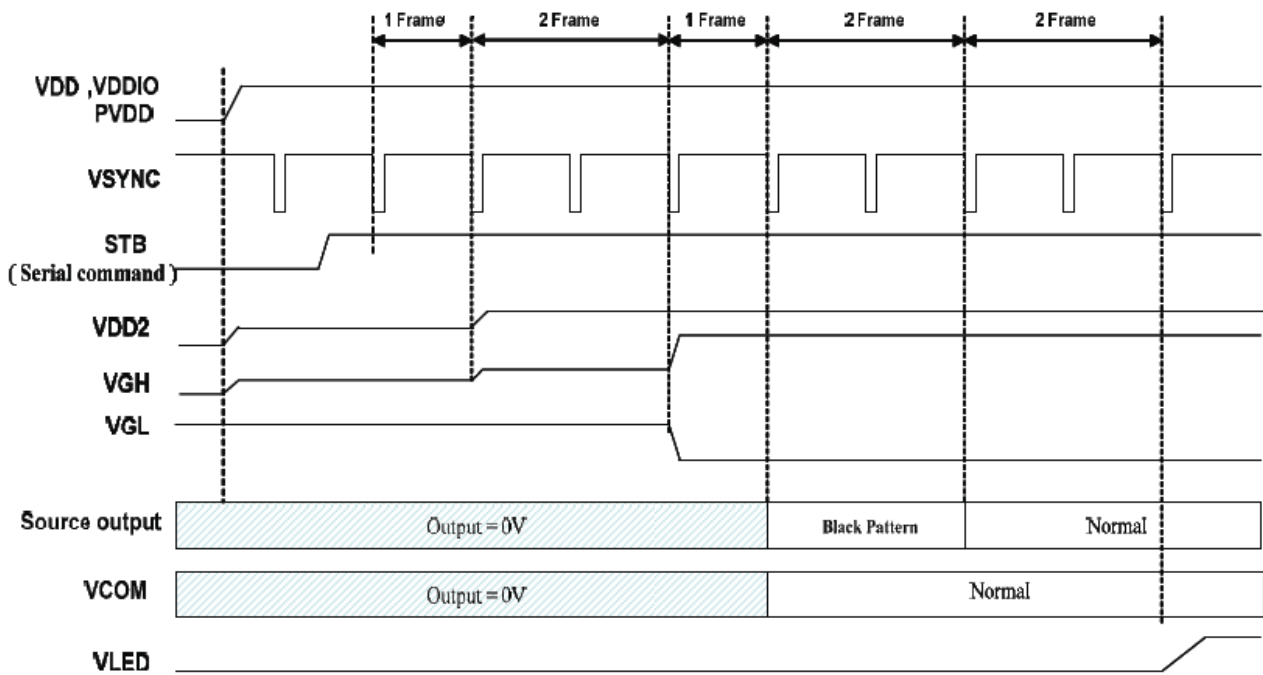 1 Frame 2 Frame 1 Frame 2 Frame 2 Frame
VDD ,VDDIO
PVDD
VSYNC
STB
( Serial command )
VDD2
VGH
VGL
Source output Output = 0V Black Pattern Normal
VCOM Output = 0V Normal
VLED